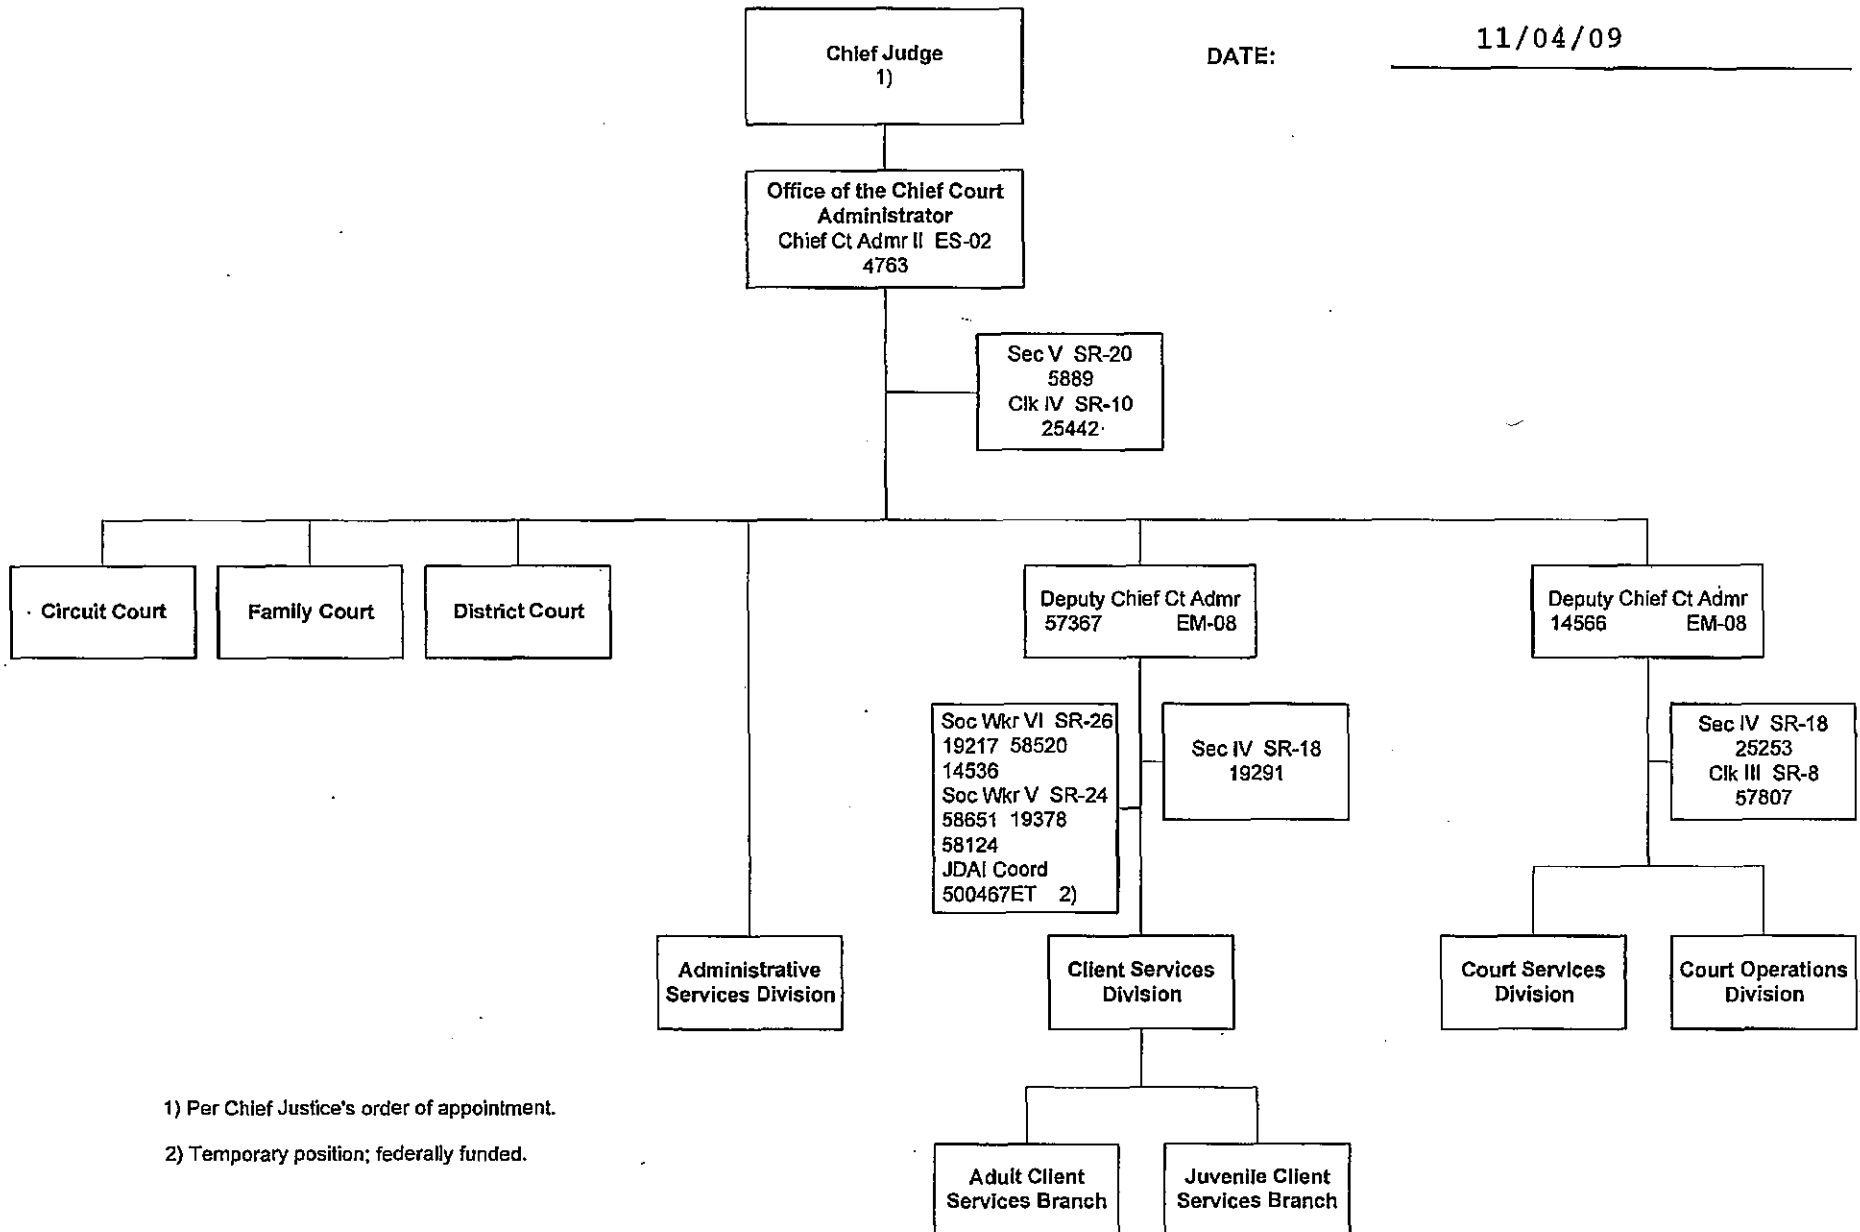 Chief Judge
1)
DATE: 11/04/09
Office of the Chief Court
Administrator
Chief Ct Admr II ES-02
4763
Sec V SR-20
5889
Clk IV SR-10
25442
Circuit Court
Family Court
District Court
Deputy Chief Ct Admr
57367 EM-08
Deputy Chief Ct Admr
14566 EM-08
Soc Wkr VI SR-26
19217 58520
14536
Soc Wkr V SR-24
58651 19378
58124
JDAI Coord
500467ET 2)
Sec IV SR-18
19291
Sec IV SR-18
25253
Clk III SR-8
57807
Administrative
Services Division
Client Services
Division
Court Services
Division
Court Operations
Division
1) Per Chief Justice's order of appointment.
2) Temporary position; federally funded.
Adult Client
Services Branch
Juvenile Client
Services Branch